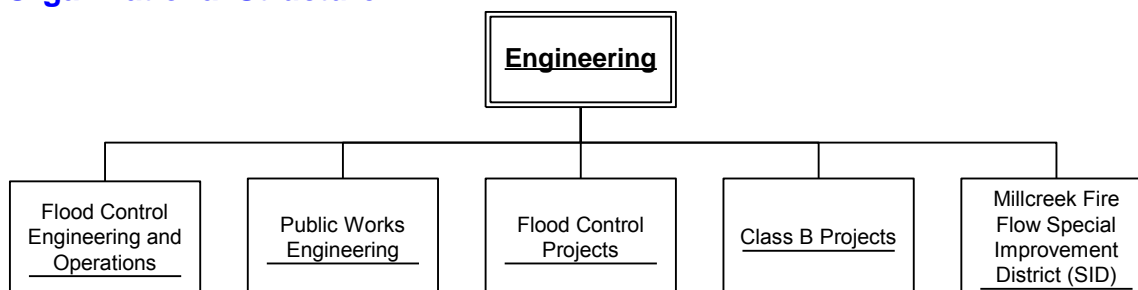 Engineering
Flood Control
Engineering and
Operations
Public Works
Engineering
Flood Control
Projects
Class B Projects
Millcreek Fire
Flow Special
Improvement
District (SID)